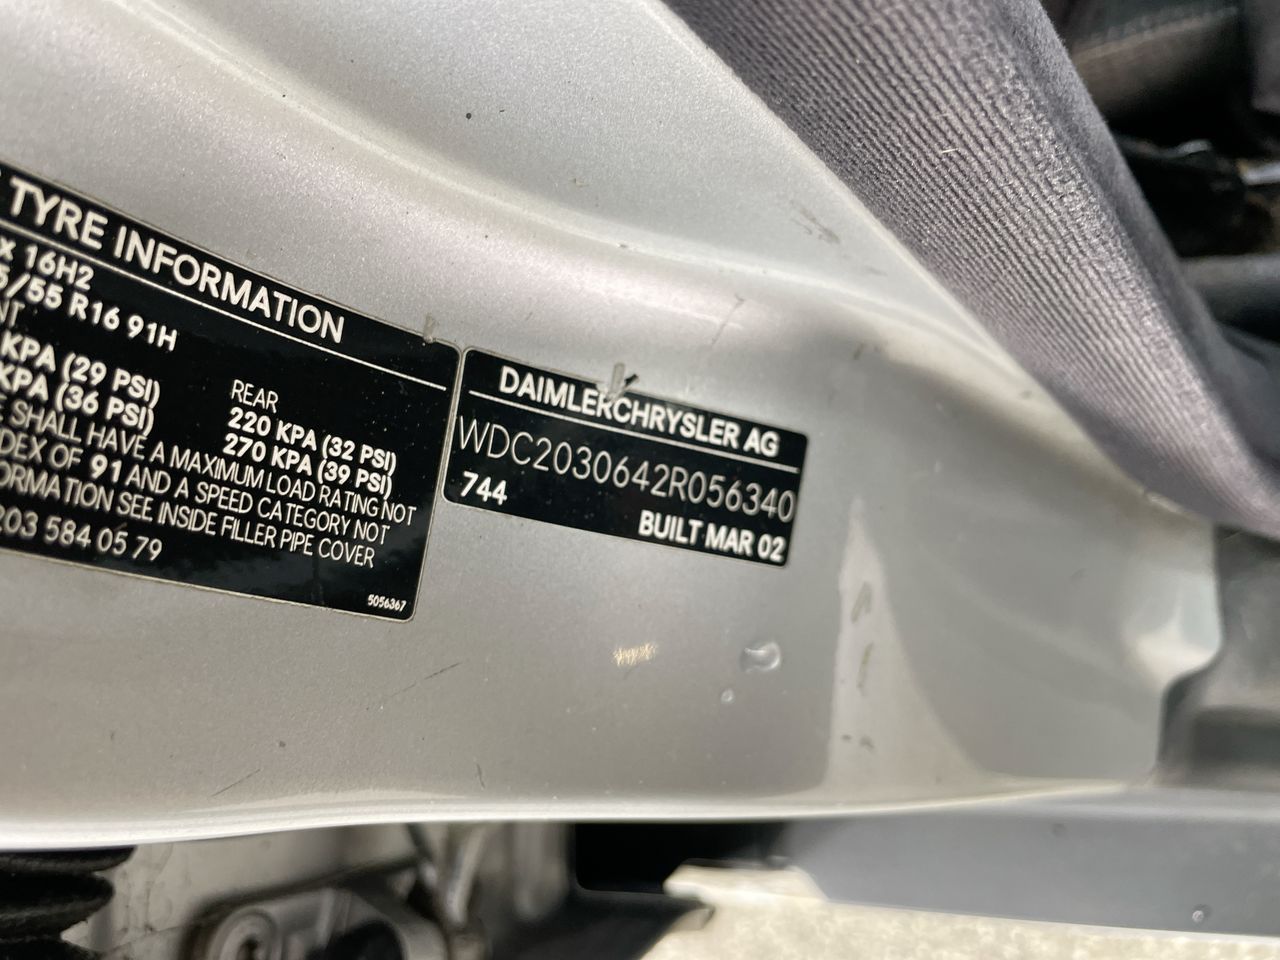 TYRE INFORMATION
X 16H2
5/55 R16 91H
NT
KPA (29 PSI)
KPA (36 PSI)
REAR
220 KPA (32 PSI)
270 KPA (39 PSI)
SHALL HAVE A MAXIMUM LOAD RATING NOT
DEX OF 91 AND A SPEED CATEGORY NOT
ORMATION SEE INSIDE FILLER PIPE COVER
203 584 05 79
5056367
DAIMLERCHRYSLER AG
WDC2030642R056340
744
BUILT MAR 02